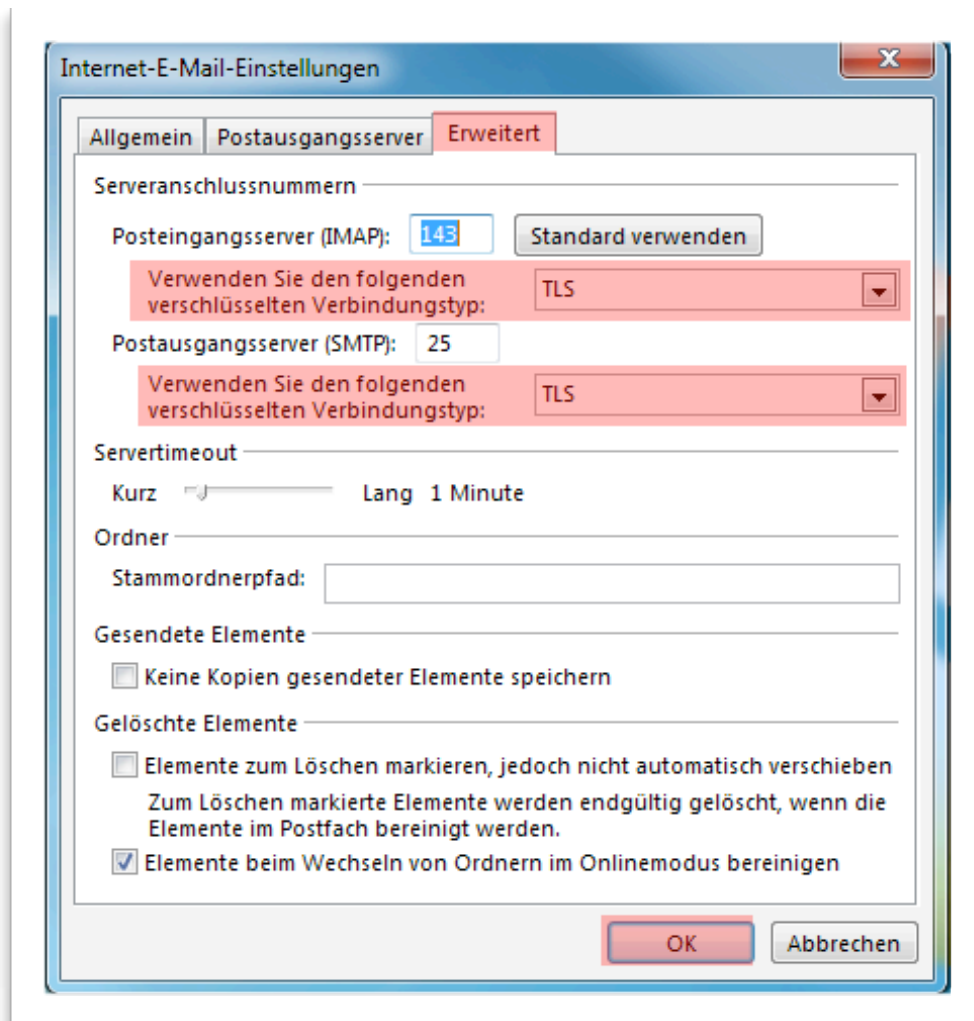 Internet-E-Mail-Einstellungen
Allgemein Postausgangsserver Erweitert
Serveranschlussnummern
Posteingangsserver (IMAP): 143 Standard verwenden
Verwenden Sie den folgenden
verschlüsselten Verbindungstyp: TLS
Postausgangsserver (SMTP): 25
Verwenden Sie den folgenden
verschlüsselten Verbindungstyp: TLS
Servertimeout
Kurz Lang 1 Minute
Ordner
Stammordnerpfad:
Gesendete Elemente
Keine Kopien gesendeter Elemente speichern
Gelöschte Elemente
Elemente zum Löschen markieren, jedoch nicht automatisch verschieben
Zum Löschen markierte Elemente werden endgültig gelöscht, wenn die
Elemente im Postfach bereinigt werden.
Elemente beim Wechseln von Ordnern im Onlinemodus bereinigen
OK Abbrechen